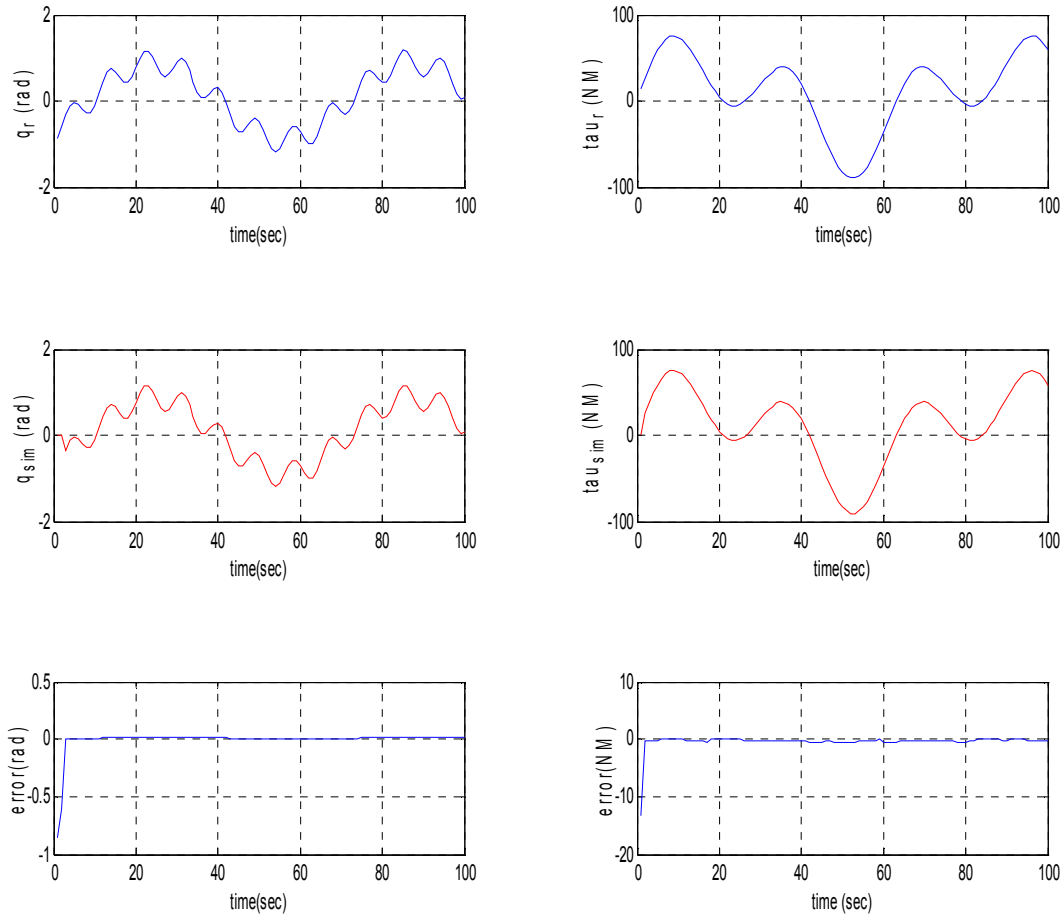 2
0
-2
q_r (rad)
0 20 40 60 80 100
time(sec)
100
0
-100
tau_r (NM)
0 20 40 60 80 100
time(sec)
2
0
-2
q_sim (rad)
0 20 40 60 80 100
time(sec)
100
0
-100
tau_sim (NM)
0 20 40 60 80 100
time(sec)
0.5
0
-0.5
-1
error(rad)
0 20 40 60 80 100
time(sec)
10
0
-10
-20
error(NM)
0 20 40 60 80 100
time (sec)